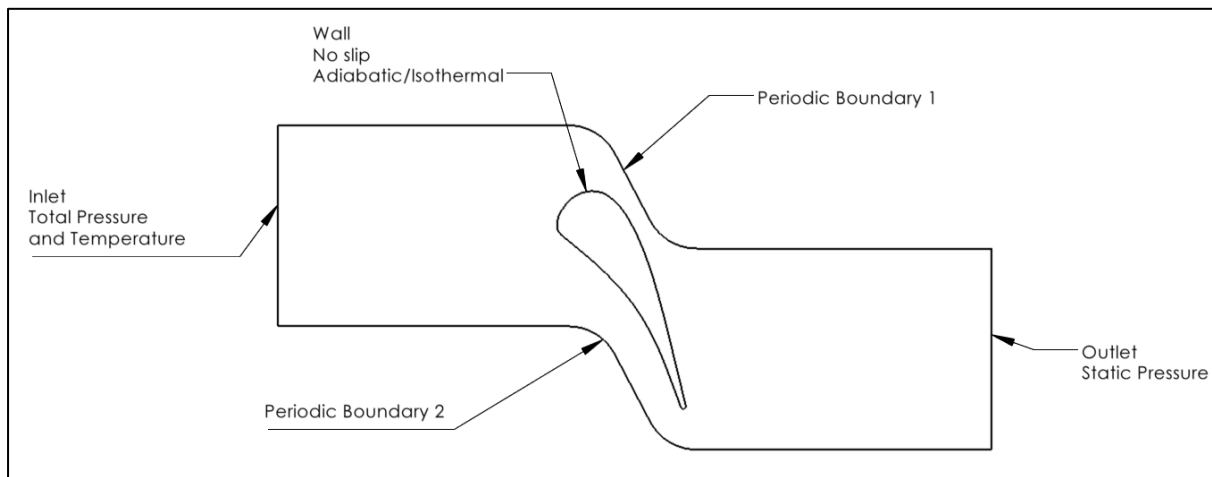 Wall
No slip
Adiabatic/Isothermal
Periodic Boundary 1
Inlet
Total Pressure
and Temperature
Outlet
Static Pressure
Periodic Boundary 2